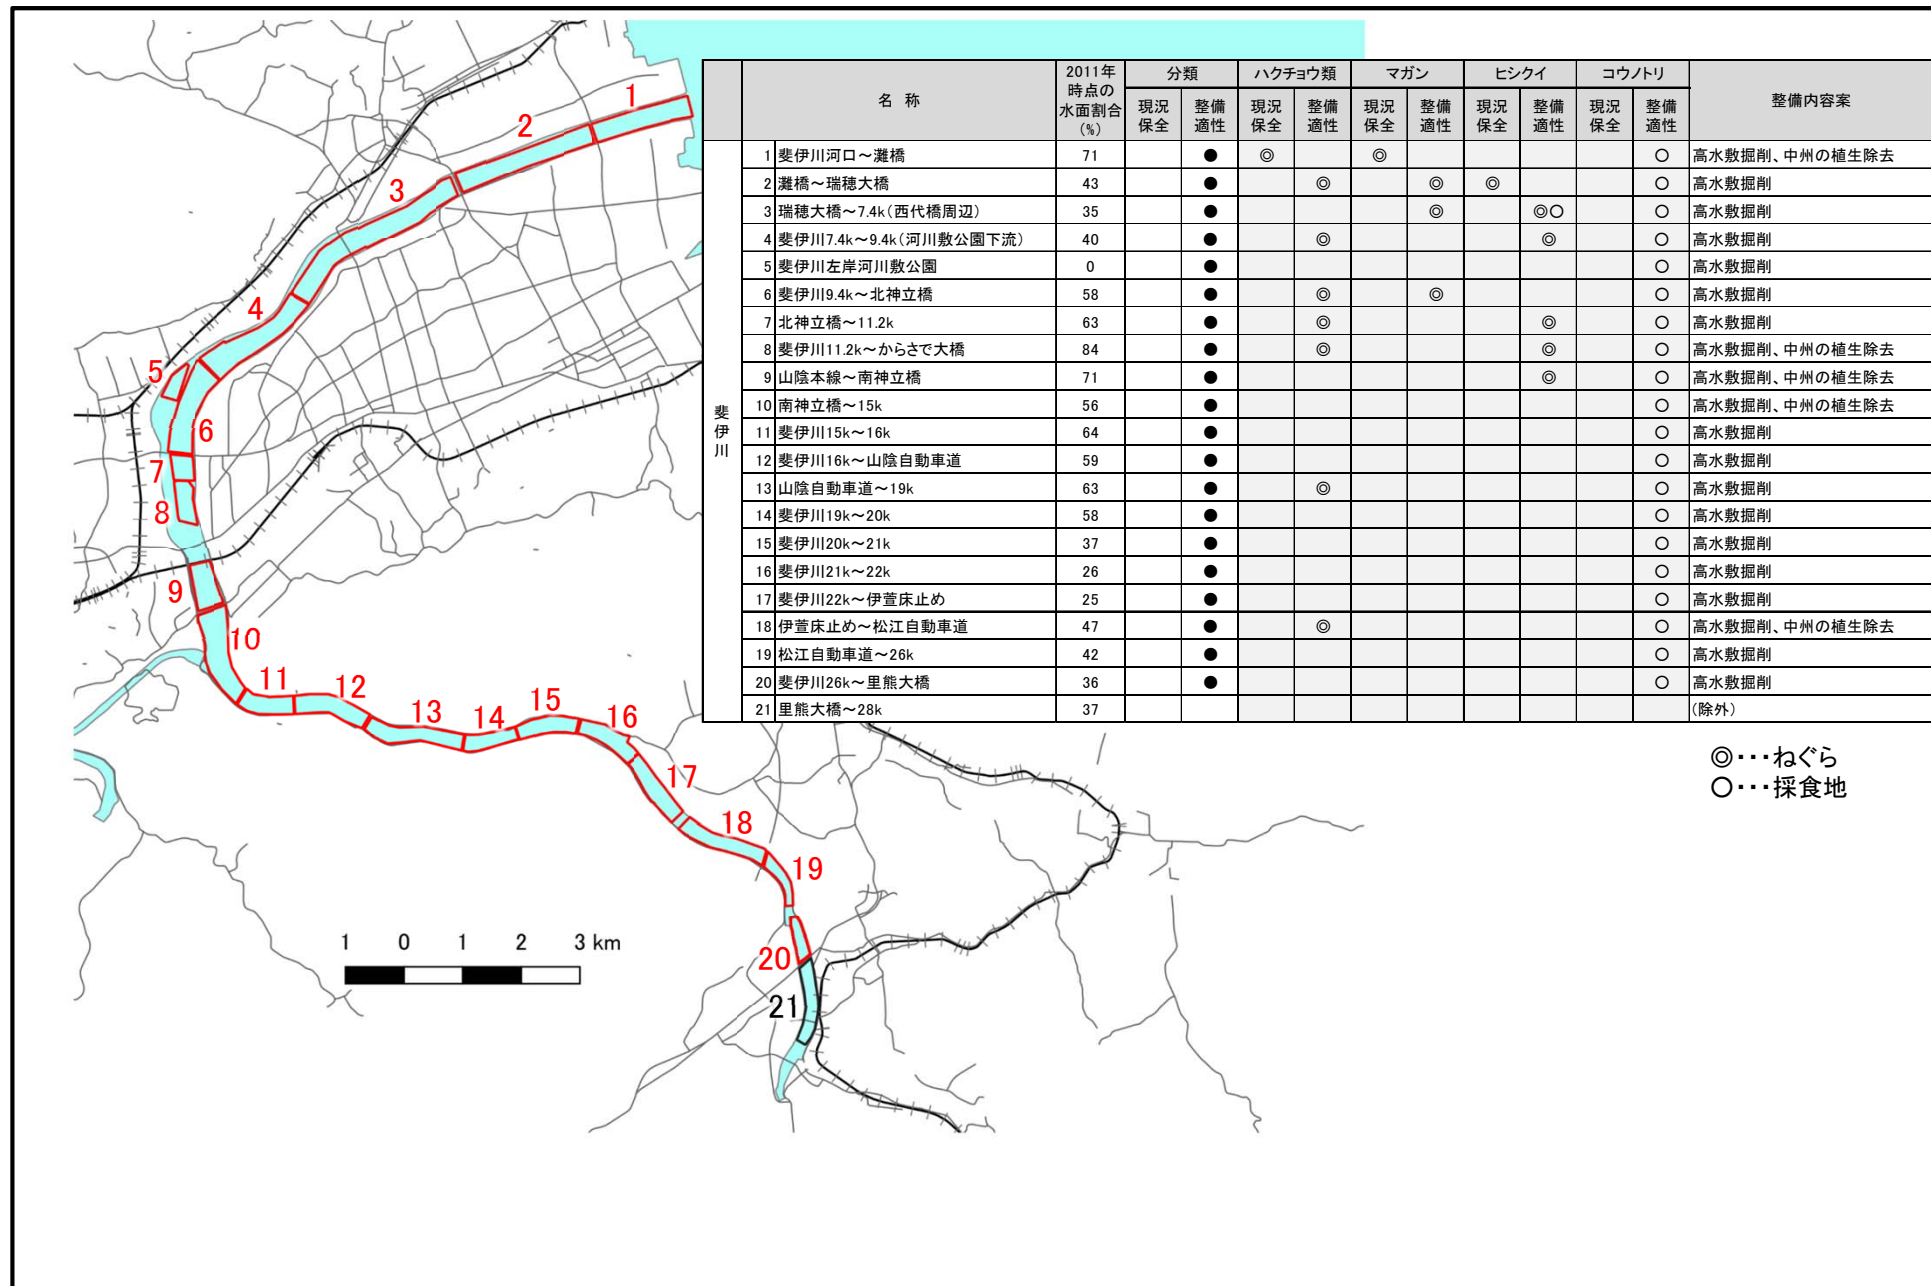 名 称 2011年時点の水面割合(%) 分類 ハクチョウ類 マガン ヒシクイ コウノトリ 整備内容案
現況保全 整備適性 現況保全 整備適性 現況保全 整備適性 現況保全 整備適性 現況保全 整備適性
斐伊川
1 斐伊川河口～灘橋 71 ● ◎ ◎ ○ 高水敷掘削、中州の植生除去
2 灘橋～瑞穂大橋 43 ● ◎ ◎ ◎ ○ 高水敷掘削
3 瑞穂大橋～7.4k(西代橋周辺) 35 ● ◎ ◎○ ○ 高水敷掘削
4 斐伊川7.4k～9.4k(河川敷公園下流) 40 ● ◎ ◎ ○ 高水敷掘削
5 斐伊川左岸河川敷公園 0 ● ○ 高水敷掘削
6 斐伊川9.4k～北神立橋 58 ● ◎ ◎ ○ 高水敷掘削
7 北神立橋～11.2k 63 ● ◎ ◎ ○ 高水敷掘削
8 斐伊川11.2k～からさで大橋 84 ● ◎ ◎ ○ 高水敷掘削、中州の植生除去
9 山陰本線～南神立橋 71 ● ◎ ○ 高水敷掘削、中州の植生除去
10 南神立橋～15k 56 ● ○ 高水敷掘削、中州の植生除去
11 斐伊川15k～16k 64 ● ○ 高水敷掘削
12 斐伊川16k～山陰自動車道 59 ● ○ 高水敷掘削
13 山陰自動車道～19k 63 ● ◎ ○ 高水敷掘削
14 斐伊川19k～20k 58 ● ○ 高水敷掘削
15 斐伊川20k～21k 37 ● ○ 高水敷掘削
16 斐伊川21k～22k 26 ● ○ 高水敷掘削
17 斐伊川22k～伊萱床止め 25 ● ○ 高水敷掘削
18 伊萱床止め～松江自動車道 47 ● ◎ ○ 高水敷掘削、中州の植生除去
19 松江自動車道～26k 42 ● ○ 高水敷掘削
20 斐伊川26k～里熊大橋 36 ● ○ 高水敷掘削
21 里熊大橋～28k 37 (除外)
◎･･･ねぐら
○･･･採食地
1
2
3
4
5
6
7
8
9
10
11
12
13
14
15
16
17
18
19
20
21
1 0 1 2 3 km